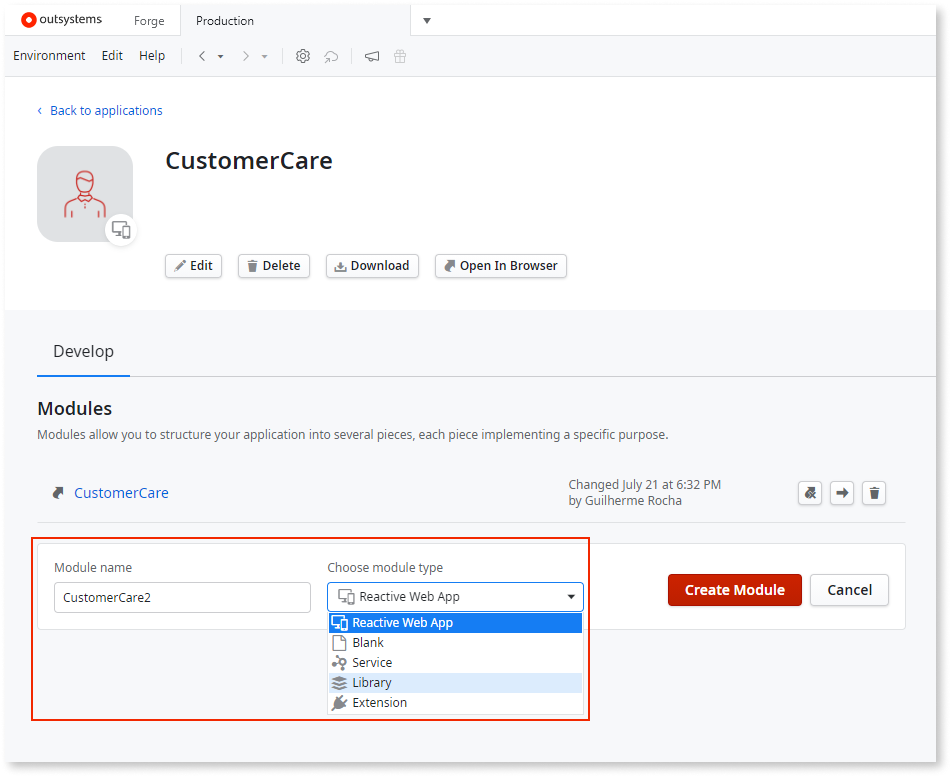 outsystems Forge Production
Environment Edit Help
Back to applications
CustomerCare
Edit Delete Download Open In Browser
Develop
Modules
Modules allow you to structure your application into several pieces, each piece implementing a specific purpose.
CustomerCare
Changed July 21 at 6:32 PM
by Guilherme Rocha
Module name Choose module type
CustomerCare2 Reactive Web App Create Module Cancel
Reactive Web App
Blank
Service
Library
Extension